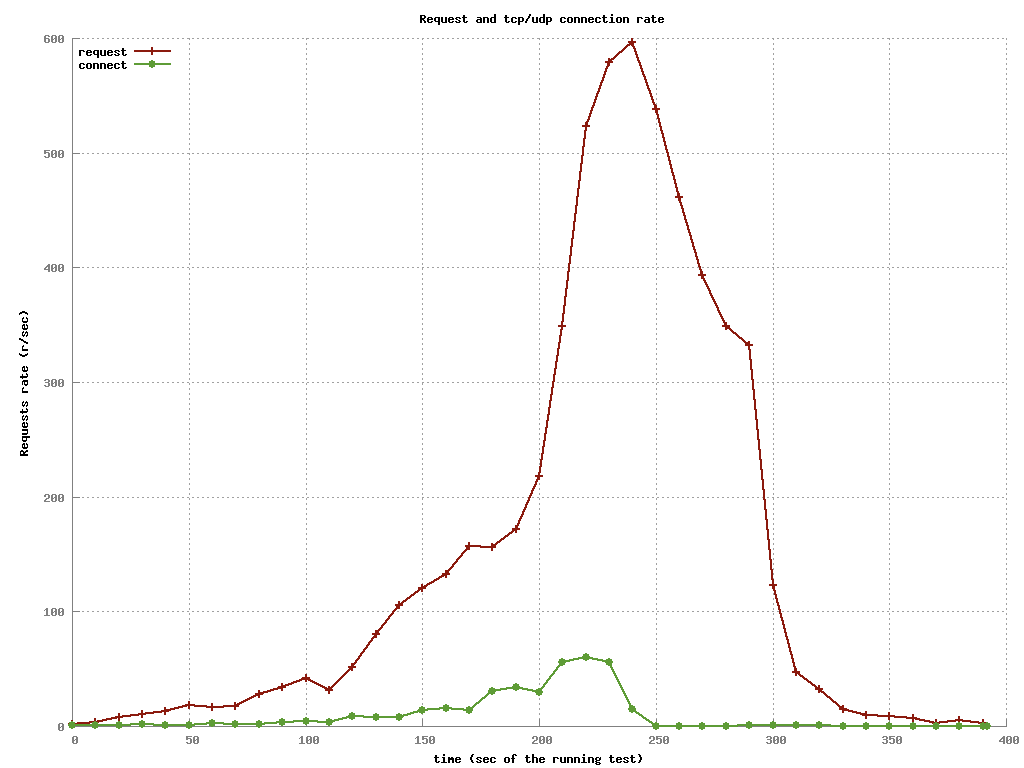 Request and tcp/udp connection rate
request
connect
600
500
400
300
200
100
0
Requests rate (r/sec)
0 50 100 150 200 250 300 350 400
time (sec of the running test)